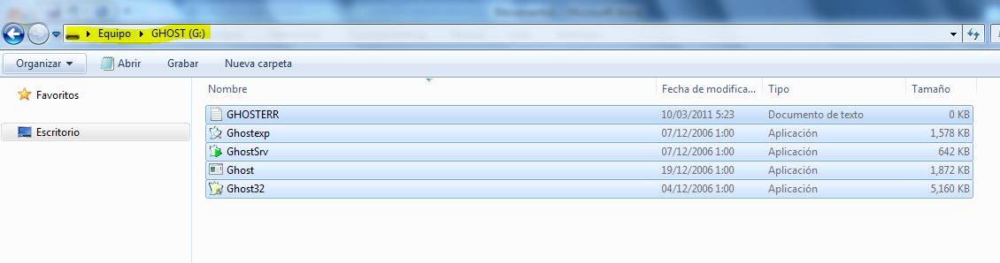 Equipo GHOST (G:)
Organizar Abrir Grabar Nueva carpeta
Nombre Fecha de modifica... Tipo Tamaño
Favoritos
Escritorio
GHOSTERR 10/03/2011 5:23 Documento de texto 0 KB
Ghostexp 07/12/2006 1:00 Aplicación 1,578 KB
GhostSrv 07/12/2006 1:00 Aplicación 642 KB
Ghost 19/12/2006 1:00 Aplicación 1,872 KB
Ghost32 04/12/2006 1:00 Aplicación 5,160 KB